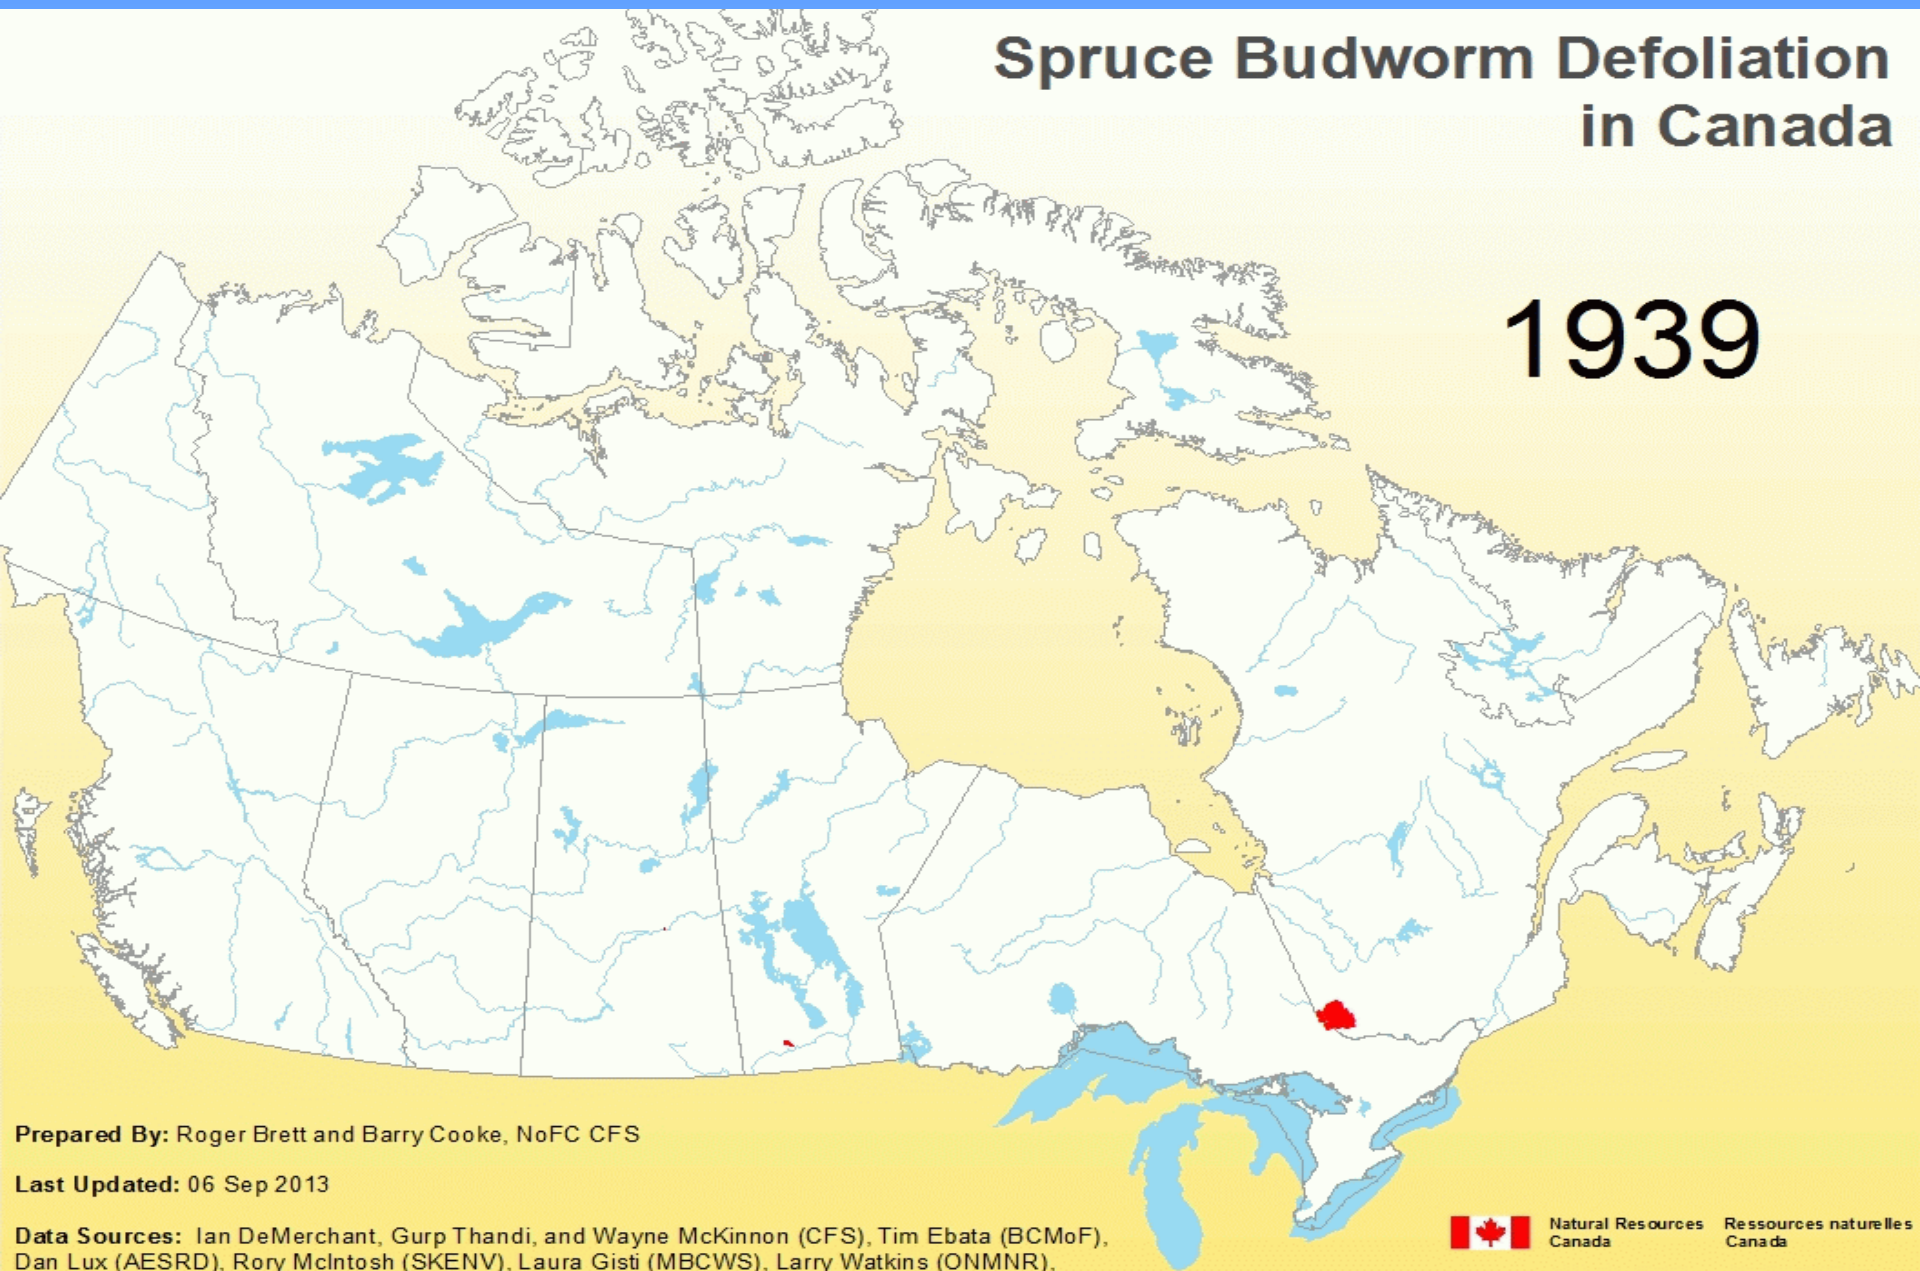 Spruce Budworm Defoliation
in Canada
1939
Prepared By: Roger Brett and Barry Cooke, NoFC CFS
Last Updated: 06 Sep 2013
Data Sources: Ian DeMerchant, Gurp Thandi, and Wayne McKinnon (CFS), Tim Ebata (BCMoF),
Dan Lux (AESRD), Rory McIntosh (SKENV), Laura Gisti (MBCWS), Larry Watkins (ONMNR),
Natural Resources Ressources naturelles
Canada Canada